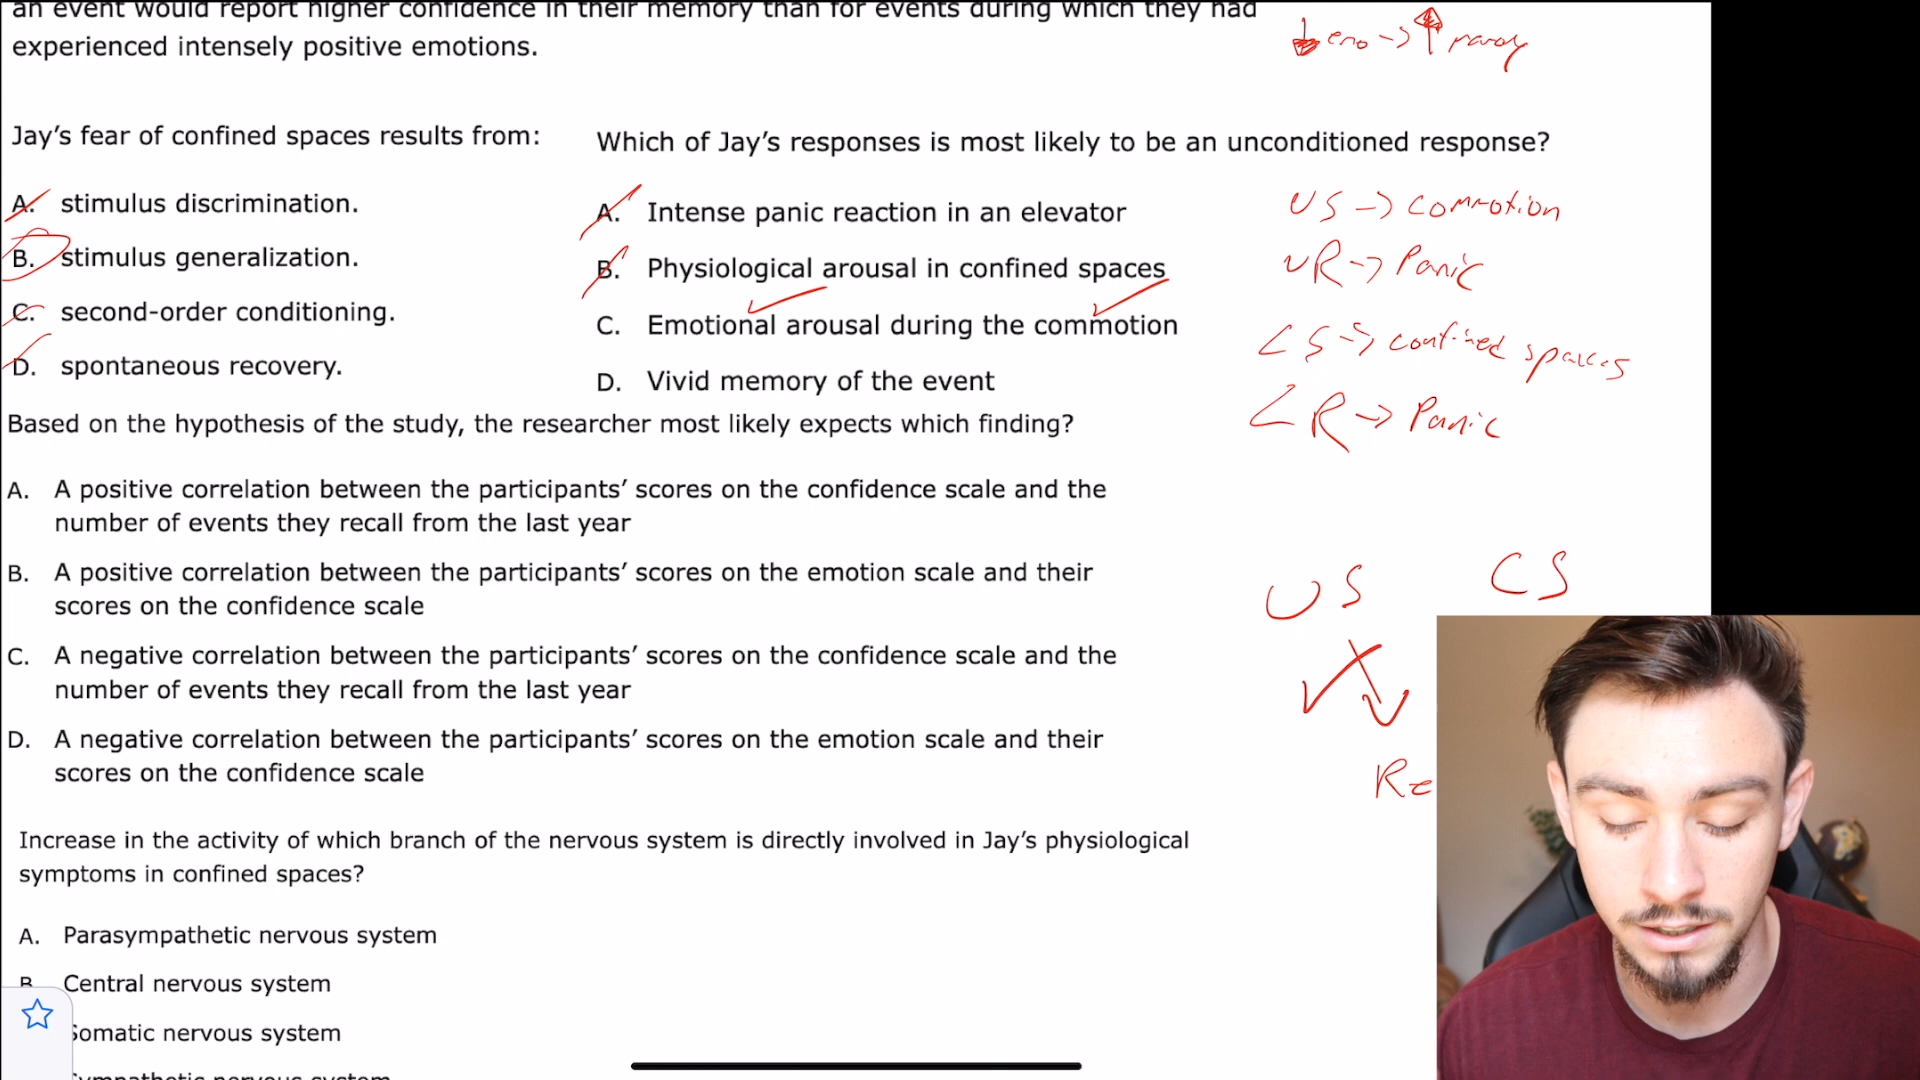 an event would report higher confidence in their memory than for events during which they had
experienced intensely positive emotions.
Jay's fear of confined spaces results from:
A. stimulus discrimination.
B. stimulus generalization.
C. second-order conditioning.
D. spontaneous recovery.
Which of Jay's responses is most likely to be an unconditioned response?
A. Intense panic reaction in an elevator
B. Physiological arousal in confined spaces
C. Emotional arousal during the commotion
D. Vivid memory of the event
US → commotion
UR → Panic
CS → confined spaces
CR → Panic
Based on the hypothesis of the study, the researcher most likely expects which finding?
A. A positive correlation between the participants' scores on the confidence scale and the
number of events they recall from the last year
B. A positive correlation between the participants' scores on the emotion scale and their
scores on the confidence scale
C. A negative correlation between the participants' scores on the confidence scale and the
number of events they recall from the last year
D. A negative correlation between the participants' scores on the emotion scale and their
scores on the confidence scale
US CS
Re
Increase in the activity of which branch of the nervous system is directly involved in Jay's physiological
symptoms in confined spaces?
A. Parasympathetic nervous system
B. Central nervous system
Somatic nervous system
Sympathetic nervous system